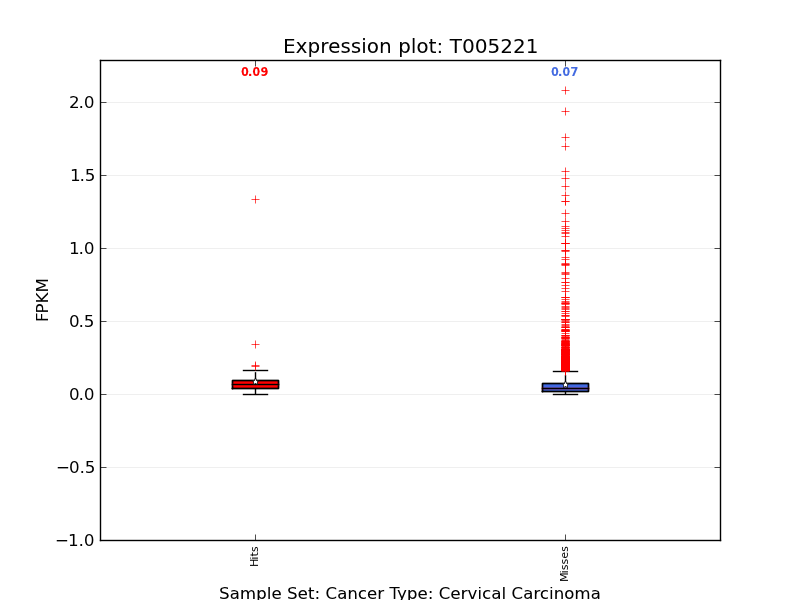 Expression plot: T005221
0.09
0.07
2.0
1.5
1.0
0.5
0.0
−0.5
−1.0
FPKM
Hits
Misses
Sample Set: Cancer Type: Cervical Carcinoma